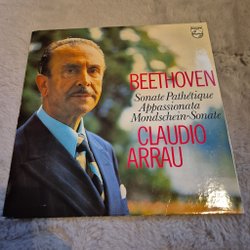 PHILIPS
BEETHOVEN
Sonate Pathétique
Appassionata
Mondschein-Sonate
CLAUDIO
ARRAU